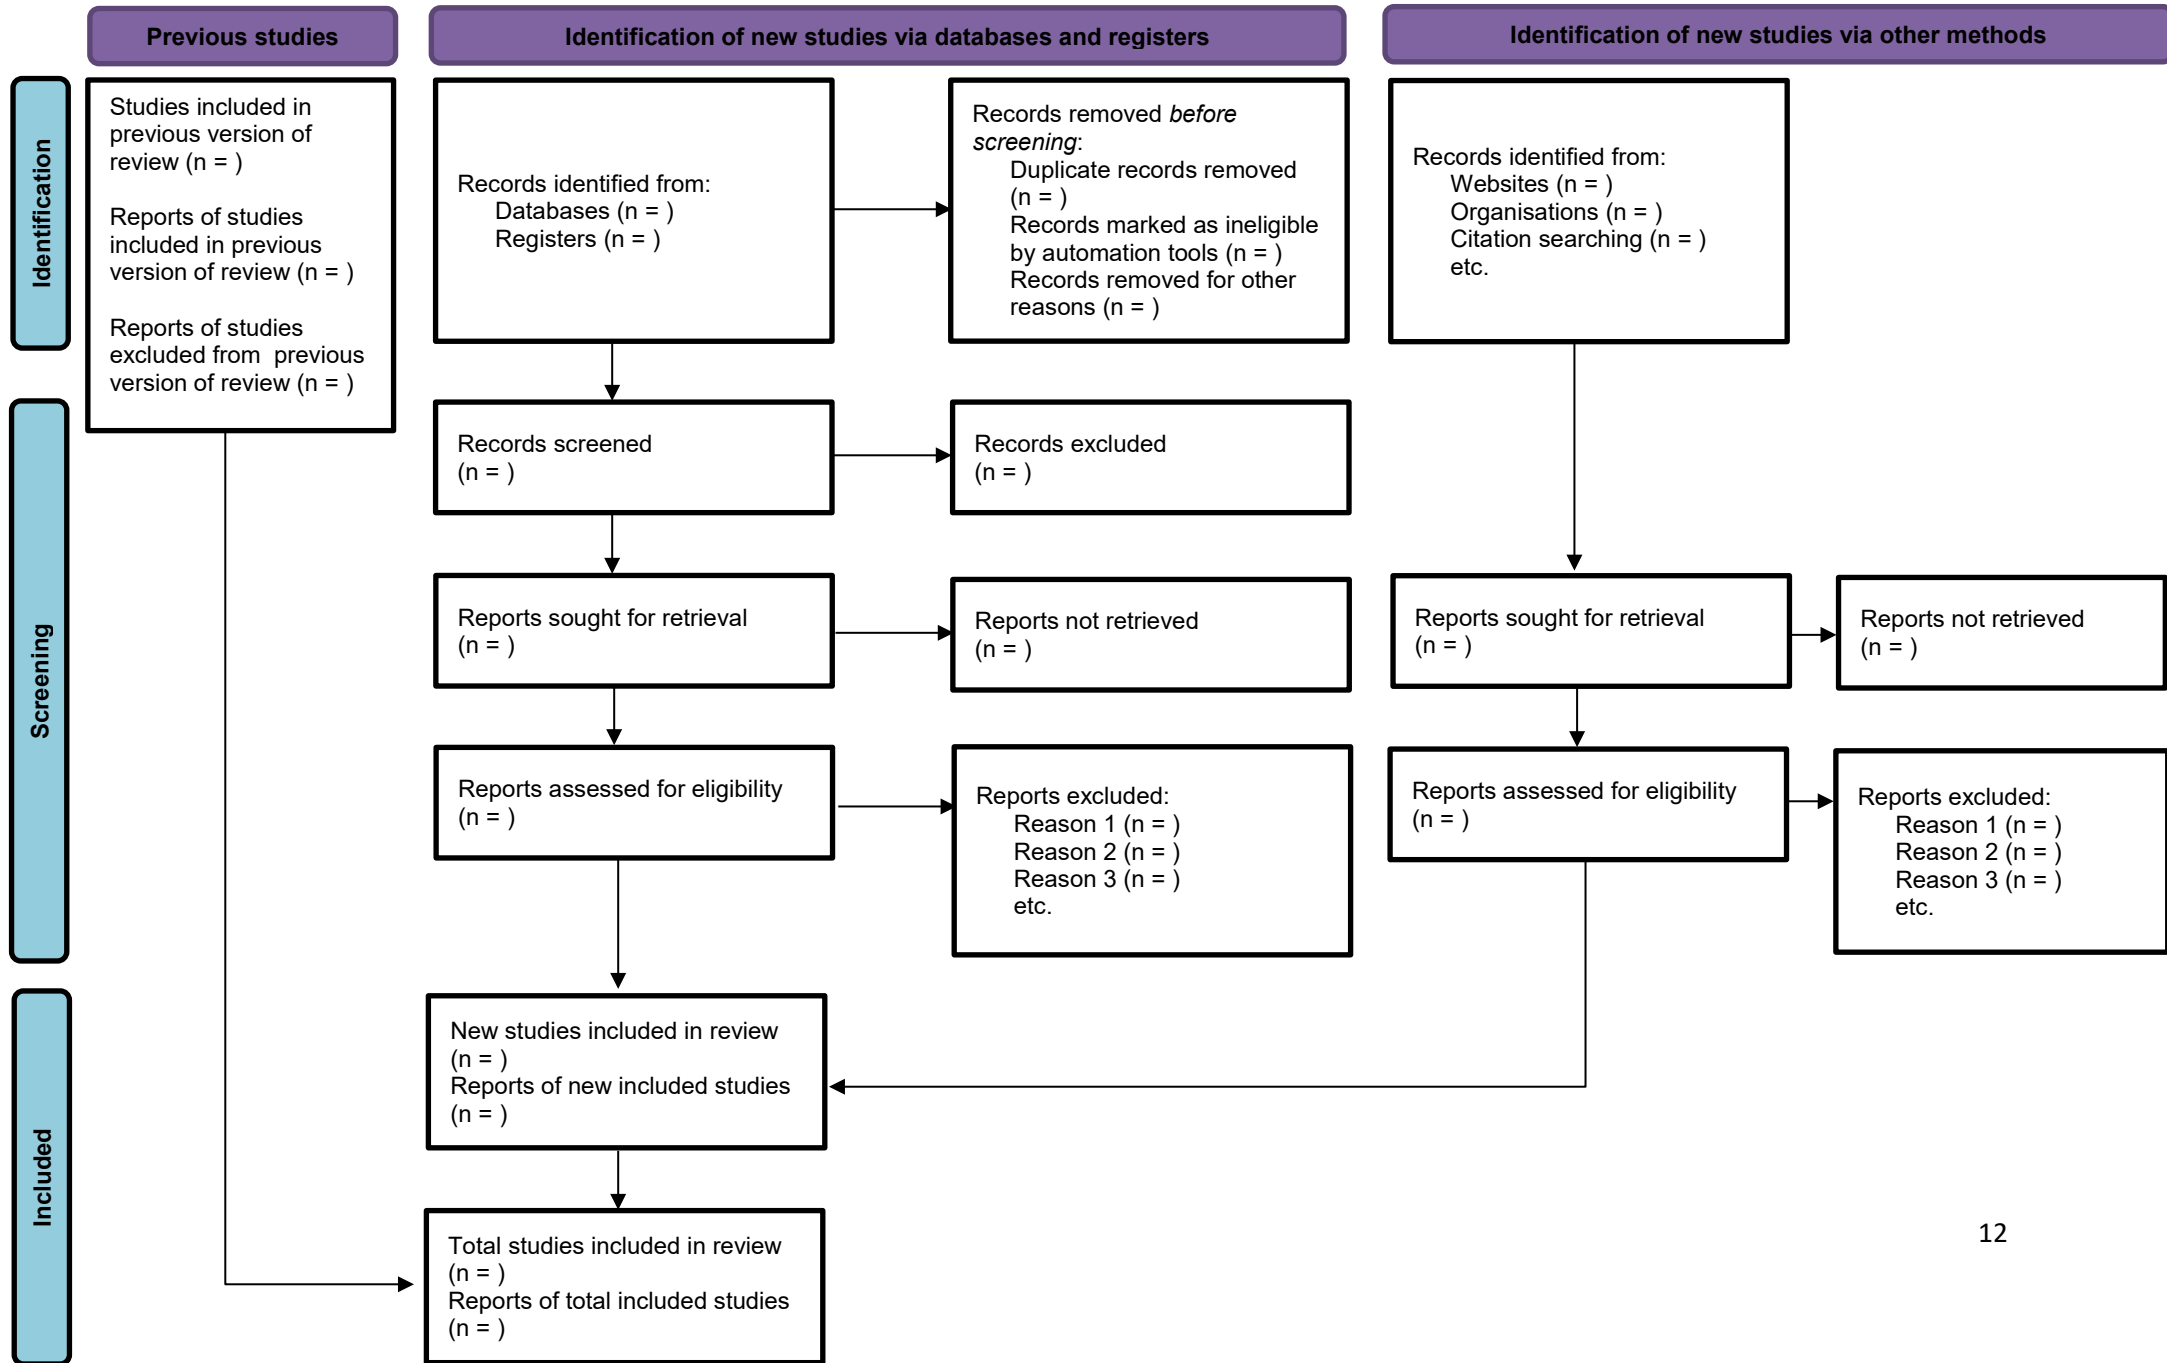 Previous studies
Identification of new studies via databases and registers
Identification of new studies via other methods
Identification
Studies included in
previous version of
review (n = )
Reports of studies
included in previous
version of review (n = )
Reports of studies
excluded from  previous
version of review (n = )
Records identified from:
Databases (n = )
Registers (n = )
Records removed before
screening:
Duplicate records removed
(n = )
Records marked as ineligible
by automation tools (n = )
Records removed for other
reasons (n = )
Records identified from:
Websites (n = )
Organisations (n = )
Citation searching (n = )
etc.
Screening
Records screened
(n = )
Records excluded
(n = )
Reports sought for retrieval
(n = )
Reports not retrieved
(n = )
Reports sought for retrieval
(n = )
Reports not retrieved
(n = )
Reports assessed for eligibility
(n = )
Reports excluded:
Reason 1 (n = )
Reason 2 (n = )
Reason 3 (n = )
etc.
Reports assessed for eligibility
(n = )
Reports excluded:
Reason 1 (n = )
Reason 2 (n = )
Reason 3 (n = )
etc.
Included
New studies included in review
(n = )
Reports of new included studies
(n = )
Total studies included in review
(n = )
Reports of total included studies
(n = )
12